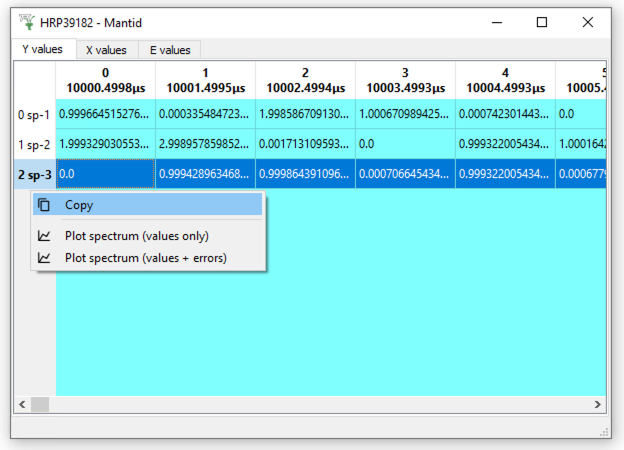 HRP39182 - Mantid
Y values X values E values
0 1 2 3 4 5
10000.4998µs 10001.4995µs 10002.4994µs 10003.4993µs 10004.4993µs 10005.4
0 sp-1 0.999664515276... 0.000335484723... 1.998586709130... 1.000670989425... 0.000742301443... 0.0
1 sp-2 1.999329030553... 2.998957859852... 0.001713109593... 0.0 0.999322005434... 1.0001642
2 sp-3 0.0 0.999428963468... 0.999864391096... 0.000706645434... 0.999322005434... 0.000677
Copy
Plot spectrum (values only)
Plot spectrum (values + errors)